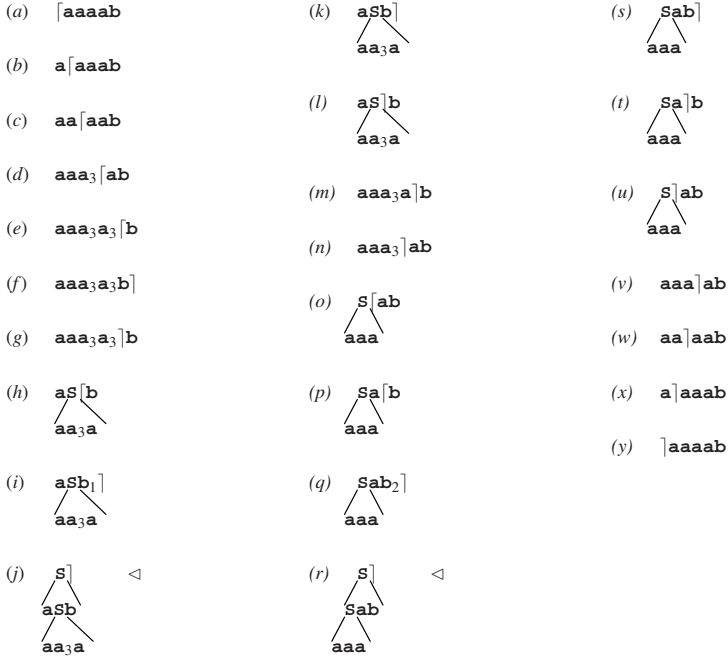 (a) ⌈aaaab
(b) a⌈aaab
(c) aa⌈aab
(d) aaa₃⌈ab
(e) aaa₃a₃⌈b
(f) aaa₃a₃b⌉
(g) aaa₃a₃⌉b
(h) aS⌈b
aa₃a
(i) aSb₁⌉
aa₃a
(j) S⌉ ◁
aSb
aa₃a
(k) aSb⌉
aa₃a
(l) aS⌉b
aa₃a
(m) aaa₃a⌉b
(n) aaa₃⌉ab
(o) S⌈ab
aaa
(p) Sa⌈b
aaa
(q) Sab₂⌉
aaa
(r) S⌉ ◁
Sab
aaa
(s) Sab⌉
aaa
(t) Sa⌉b
aaa
(u) S⌉ab
aaa
(v) aaa⌉ab
(w) aa⌉aab
(x) a⌉aaab
(y) ⌉aaaab